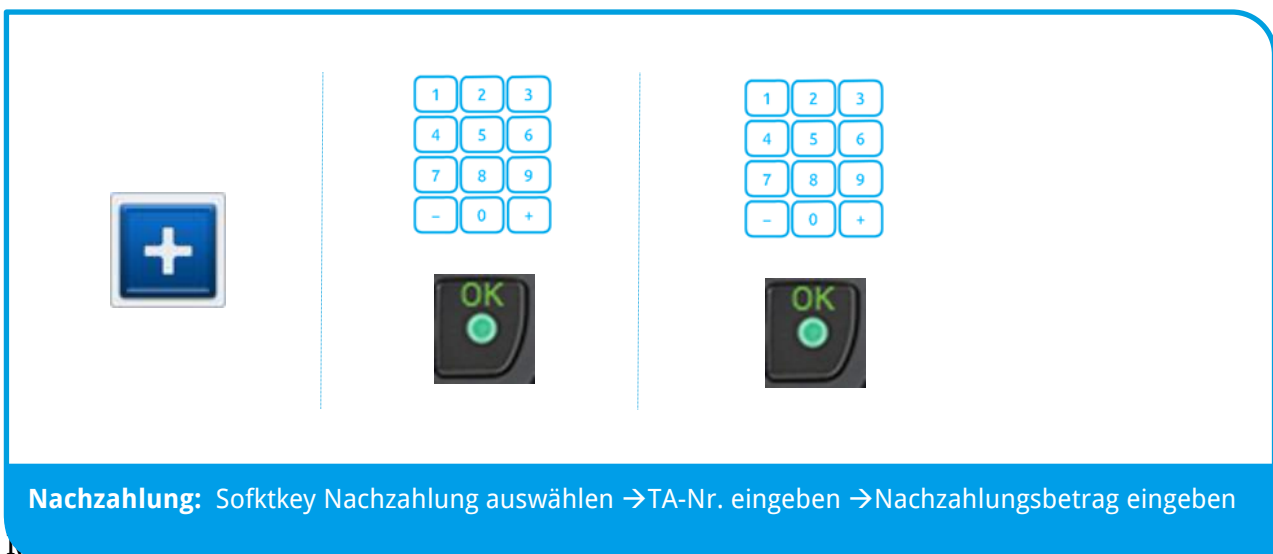 1 2 3
4 5 6
7 8 9
- 0 +
OK
1 2 3
4 5 6
7 8 9
- 0 +
OK
Nachzahlung: Sofktkey Nachzahlung auswählen →TA-Nr. eingeben →Nachzahlungsbetrag eingeben